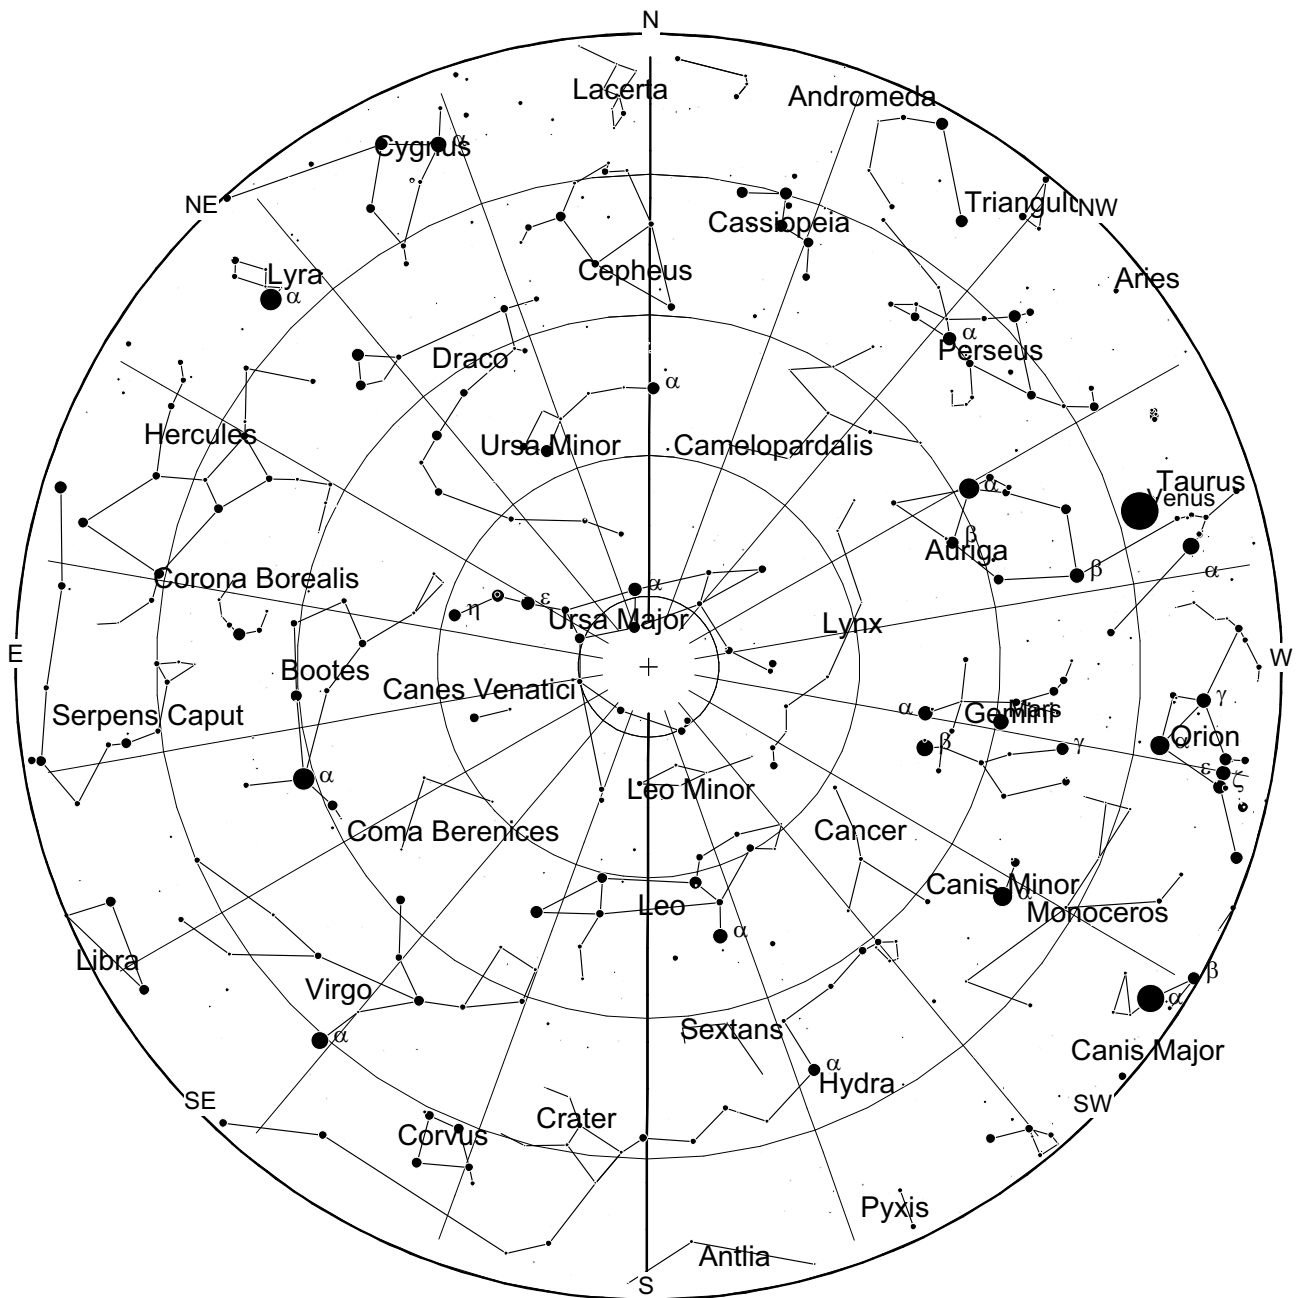 N
Lacerta
Andromeda
α
Cygnus
NE
Triangulu
NW
Cassiopeia
Lyra
α
Cepheus
Aries
α
Perseus
Draco
α
Hercules
Ursa Minor
Camelopardalis
α
Taurus
Venus
β
Auriga
β
α
Corona Borealis
α
ε
η
Ursa Major
Lynx
E
W
Bootes
Canes Venatici
γ
α
Gemini
Mars
Serpens Caput
β
γ
α
Orion
ε
ζ
α
Leo Minor
Coma Berenices
Cancer
Canis Minor
α
Leo
Monoceros
α
Libra
Virgo
β
α
α
Sextans
Canis Major
α
Hydra
SE
SW
Crater
Corvus
Pyxis
Antlia
S